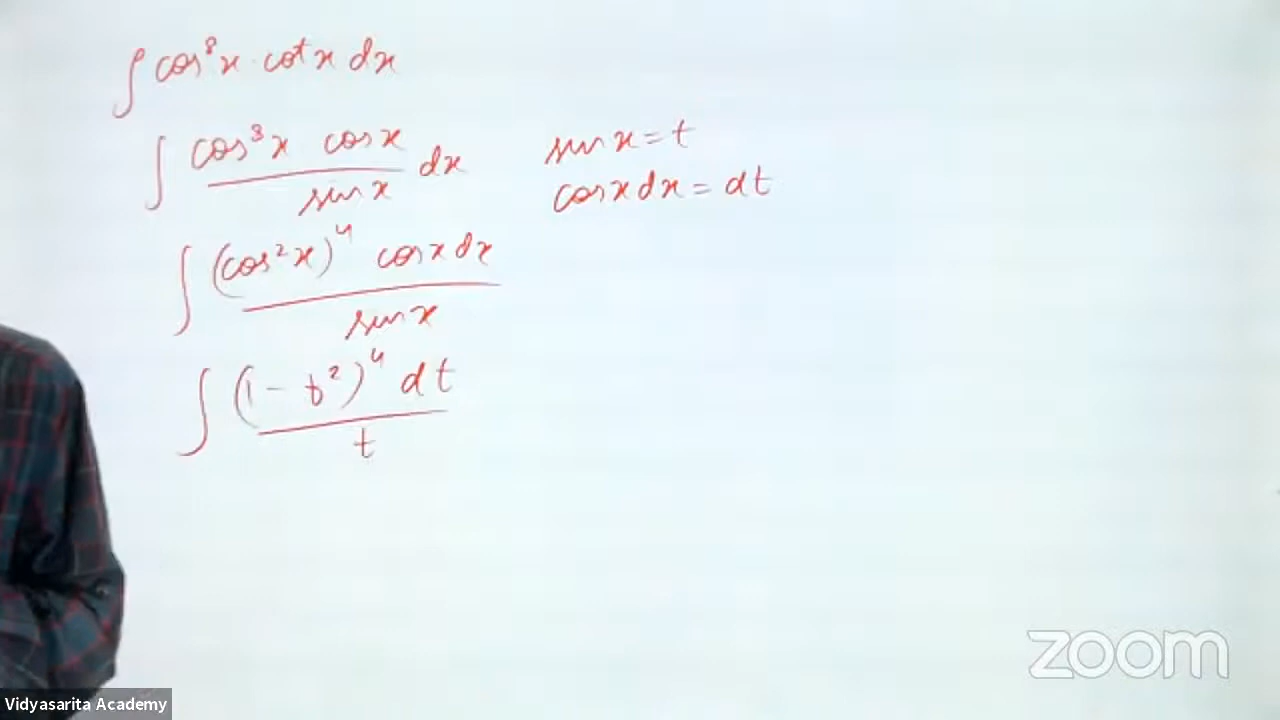 ∫ cos⁸x · cot x dx
∫ cos⁸x cos x / sin x dx
sin x = t
cos x dx = dt
∫ (cos²x)⁴ cos x dx / sin x
∫ (1 - t²)⁴ dt / t
zoom
Vidyasarita Academy